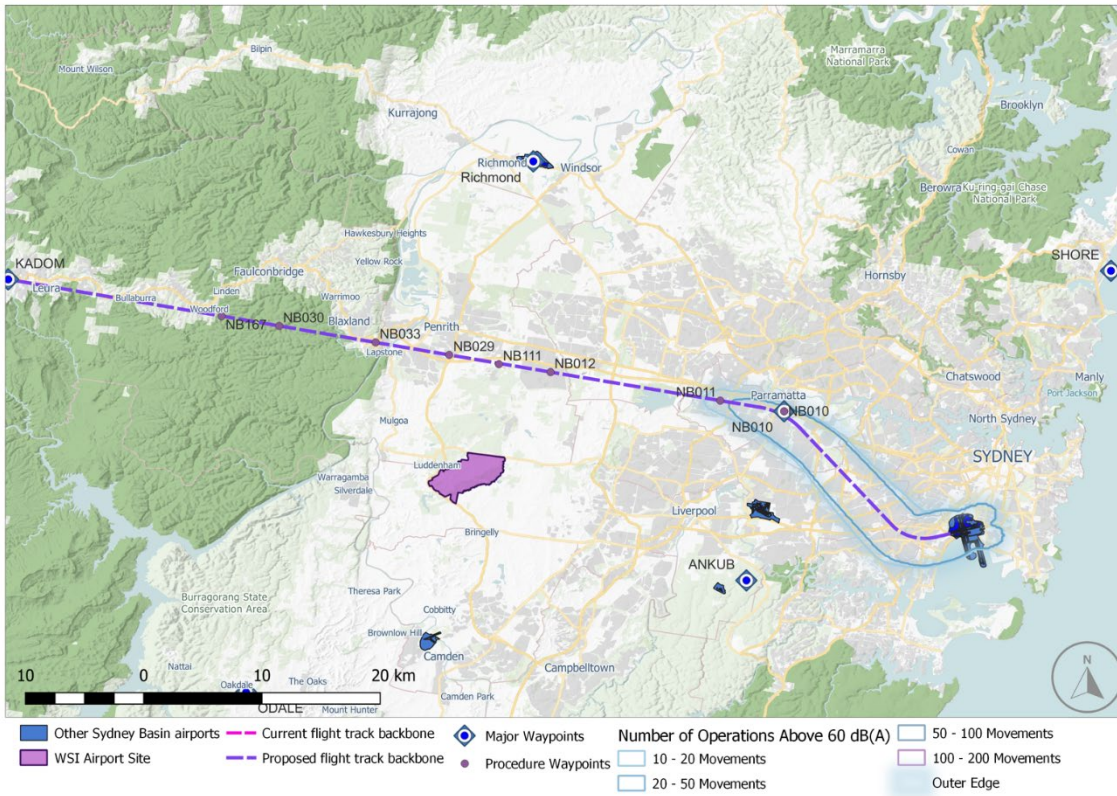 Bilpin
Mount Wilson
Marramarra
National Park
Kurrajong
Brooklyn
Cowan
Richmond
Windsor
Richmond
Berowra
Ku-ring-gai Chase
National Park
Hawkesbury Heights
Yellow Rock
SHORE
KADOM
Leura
Faulconbridge
Hornsby
Linden
Bullaburra
Warrimoo
Woodford
NB167
NB030
Blaxland
Penrith
NB033
Lapstone
NB029
NB111
NB012
Chatswood
Manly
NB011
Parramatta
Port Jackson
NB010
NB010
North Sydney
Mulgoa
SYDNEY
Luddenham
Warragamba
Silverdale
Liverpool
Bringelly
ANKUB
Burragorang State
Conservation Area
Theresa Park
Cobbitty
Brownlow Hill
Camden
Nattai
Oakdale
The Oaks
Campbelltown
Camden Park
ODALE
Mount Hunter
10 0 10 20 km
N
Other Sydney Basin airports
WSI Airport Site
Current flight track backbone
Proposed flight track backbone
Major Waypoints
Procedure Waypoints
Number of Operations Above 60 dB(A)
10 - 20 Movements
20 - 50 Movements
50 - 100 Movements
100 - 200 Movements
Outer Edge